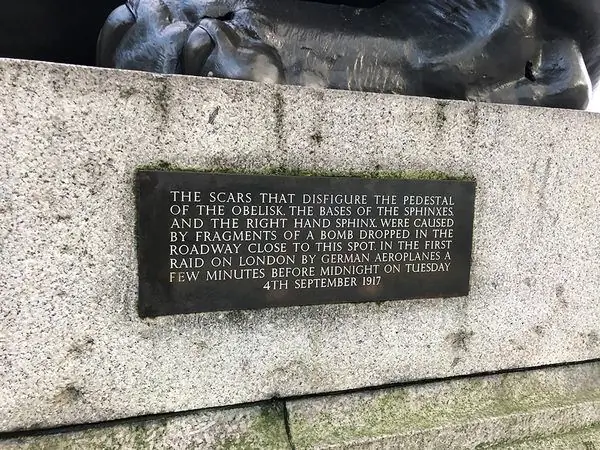 THE SCARS THAT DISFIGURE THE PEDESTAL
OF THE OBELISK, THE BASES OF THE SPHINXES,
AND THE RIGHT HAND SPHINX, WERE CAUSED
BY FRAGMENTS OF A BOMB DROPPED IN THE
ROADWAY CLOSE TO THIS SPOT, IN THE FIRST
RAID ON LONDON BY GERMAN AEROPLANES A
FEW MINUTES BEFORE MIDNIGHT ON TUESDAY
4TH SEPTEMBER 1917